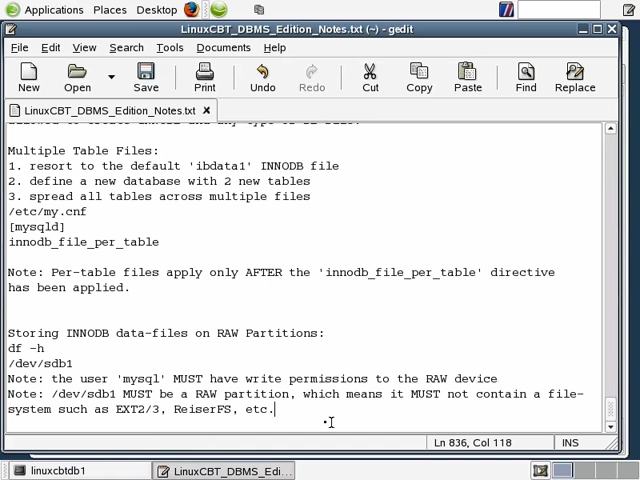 Applications Places Desktop
LinuxCBT_DBMS_Edition_Notes.txt (~) - gedit
File Edit View Search Tools Documents Help
New Open Save Print Undo Redo Cut Copy Paste Find Replace
LinuxCBT_DBMS_Edition_Notes.txt
Multiple Table Files:
1. resort to the default 'ibdata1' INNODB file
2. define a new database with 2 new tables
3. spread all tables across multiple files
/etc/my.cnf
[mysqld]
innodb_file_per_table
Note: Per-table files apply only AFTER the 'innodb_file_per_table' directive
has been applied.
Storing INNODB data-files on RAW Partitions:
df -h
/dev/sdb1
Note: the user 'mysql' MUST have write permissions to the RAW device
Note: /dev/sdb1 MUST be a RAW partition, which means it MUST not contain a file-
system such as EXT2/3, ReiserFS, etc.
Ln 836, Col 118 INS
linuxcbtdb1 LinuxCBT_DBMS_Edi...